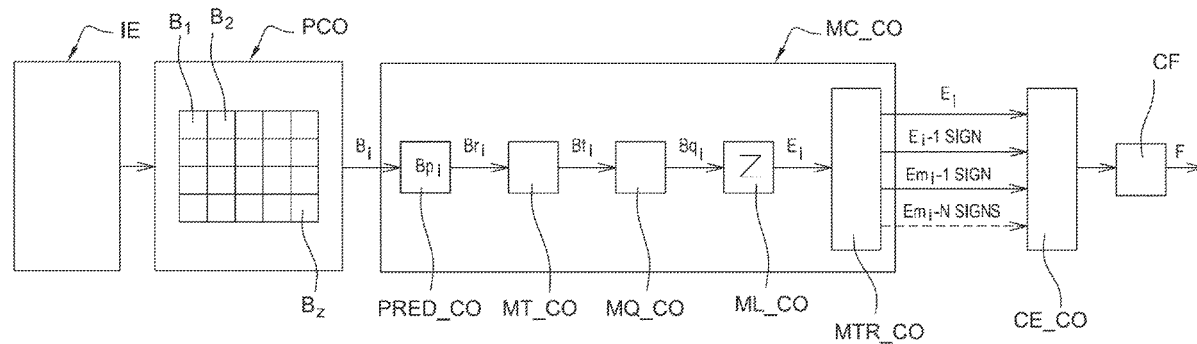 IE
B1
B2
PCO
MC_CO
CF
Bi
Bpi
Bri
Bti
Bqi
Z
Ei
Ei
Ei-1 SIGN
Emi-1 SIGN
Emi-N SIGNS
F
Bz
PRED_CO
MT_CO
MQ_CO
ML_CO
MTR_CO
CE_CO